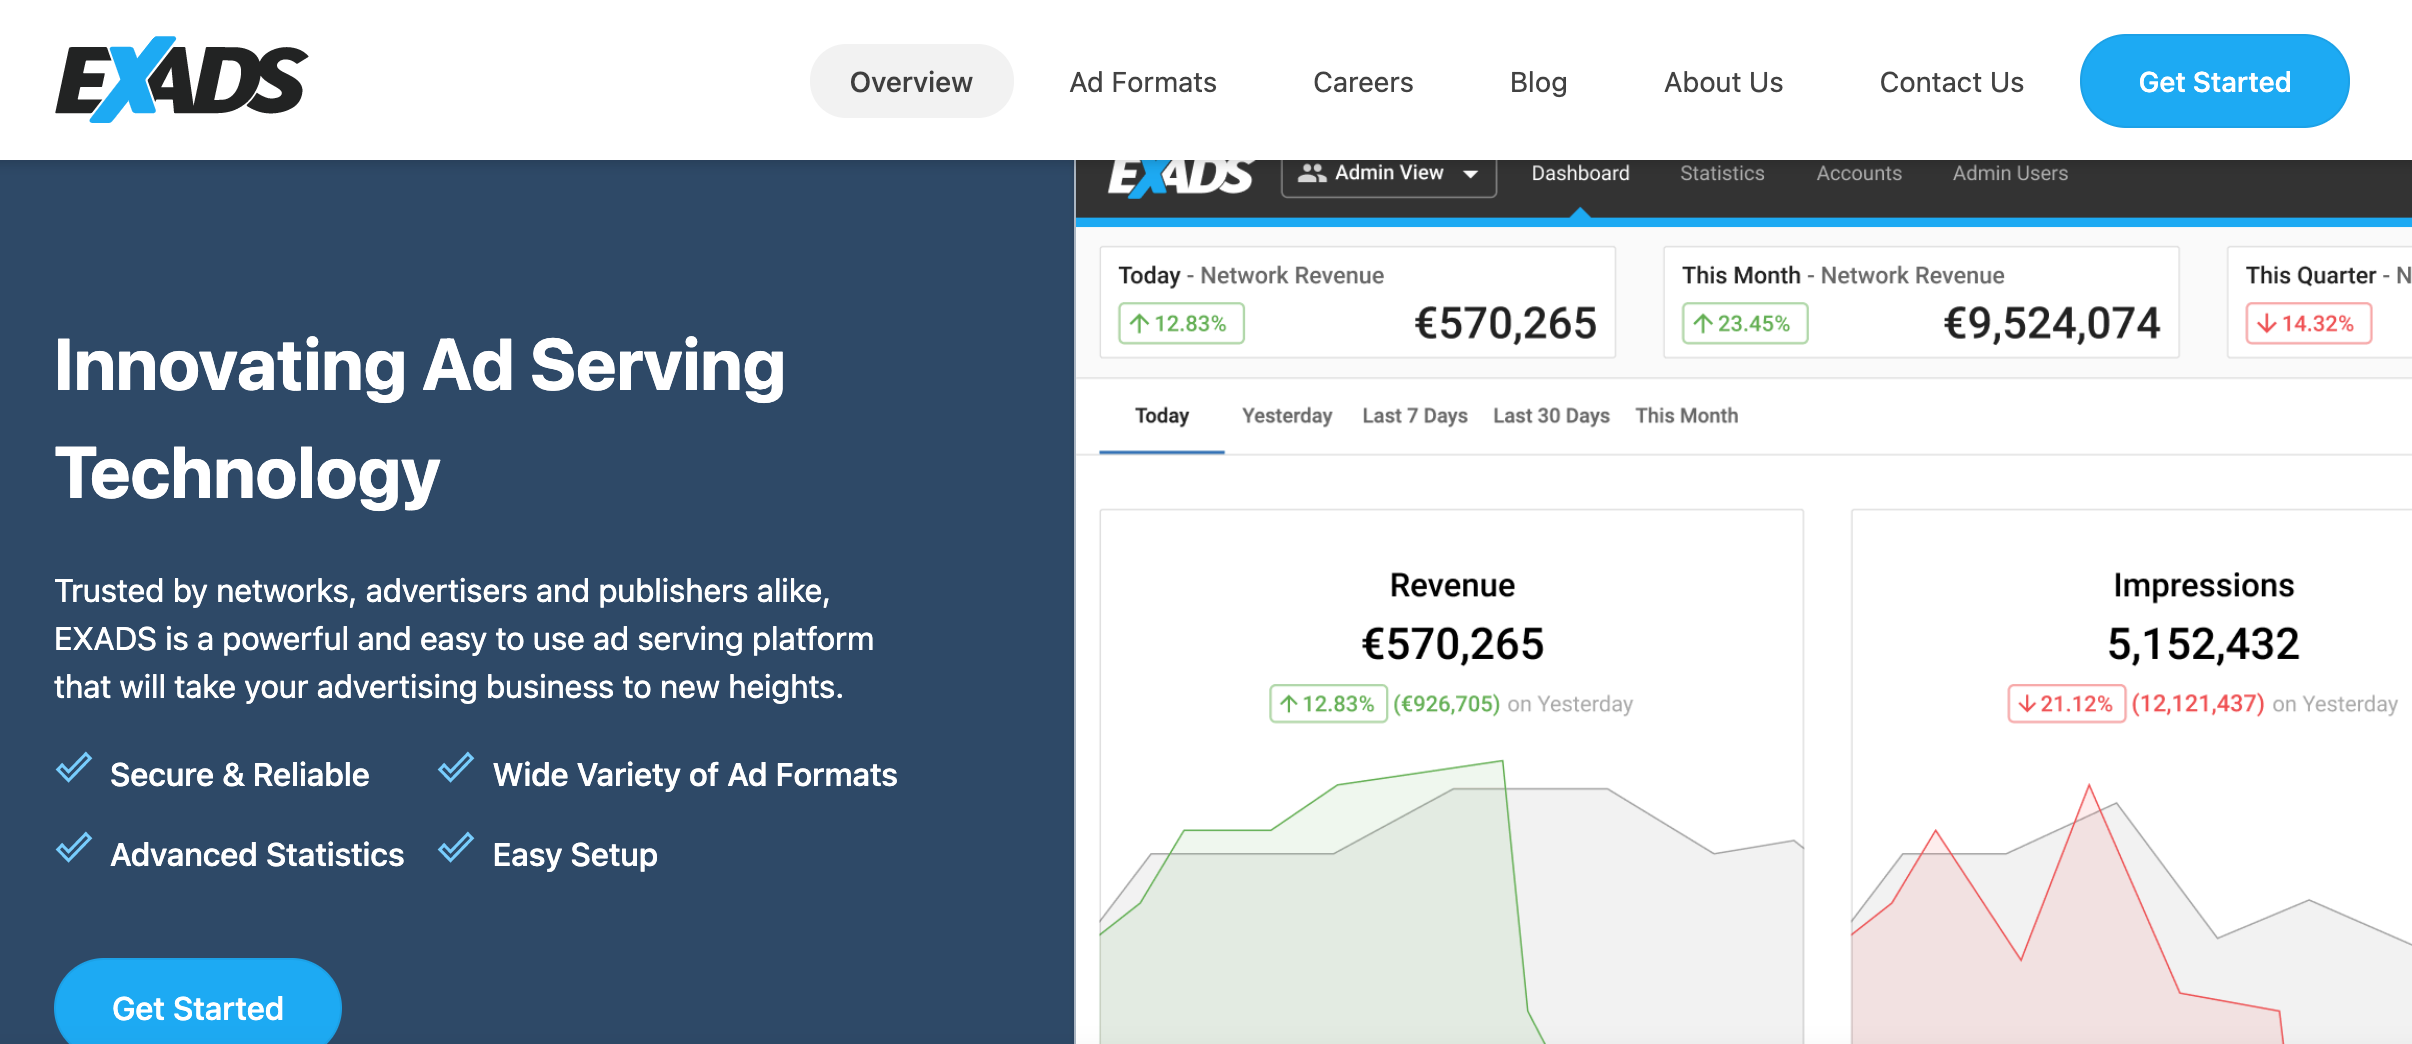 EXADS
Overview
Ad Formats
Careers
Blog
About Us
Contact Us
Get Started
Innovating Ad Serving
Technology
Trusted by networks, advertisers and publishers alike,
EXADS is a powerful and easy to use ad serving platform
that will take your advertising business to new heights.
Secure & Reliable
Wide Variety of Ad Formats
Advanced Statistics
Easy Setup
Get Started
EXADS
Admin View
Dashboard
Statistics
Accounts
Admin Users
Today - Network Revenue
12.83%
€570,265
This Month - Network Revenue
23.45%
€9,524,074
This Quarter - N
14.32%
Today
Yesterday
Last 7 Days
Last 30 Days
This Month
Revenue
€570,265
12.83% (€926,705) on Yesterday
Impressions
5,152,432
21.12% (12,121,437) on Yesterday